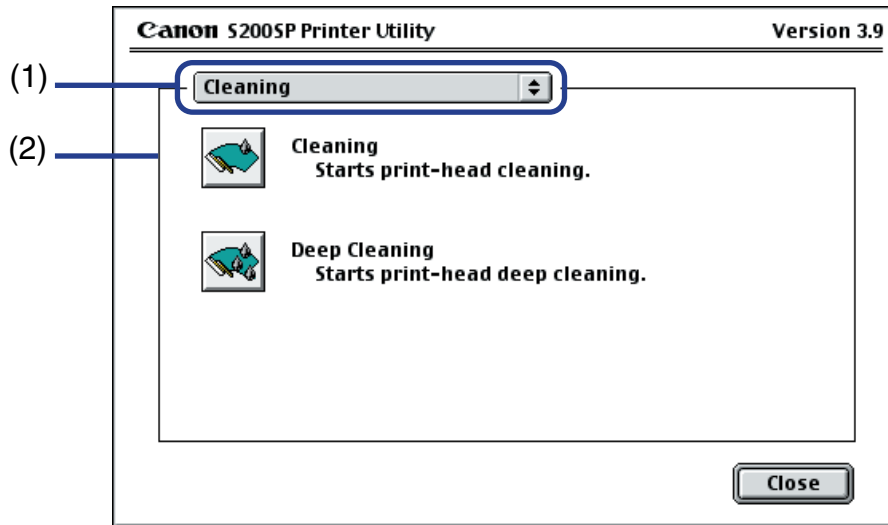 Canon S200SP Printer Utility Version 3.9
(1) Cleaning
(2)
Cleaning
Starts print-head cleaning.
Deep Cleaning
Starts print-head deep cleaning.
Close